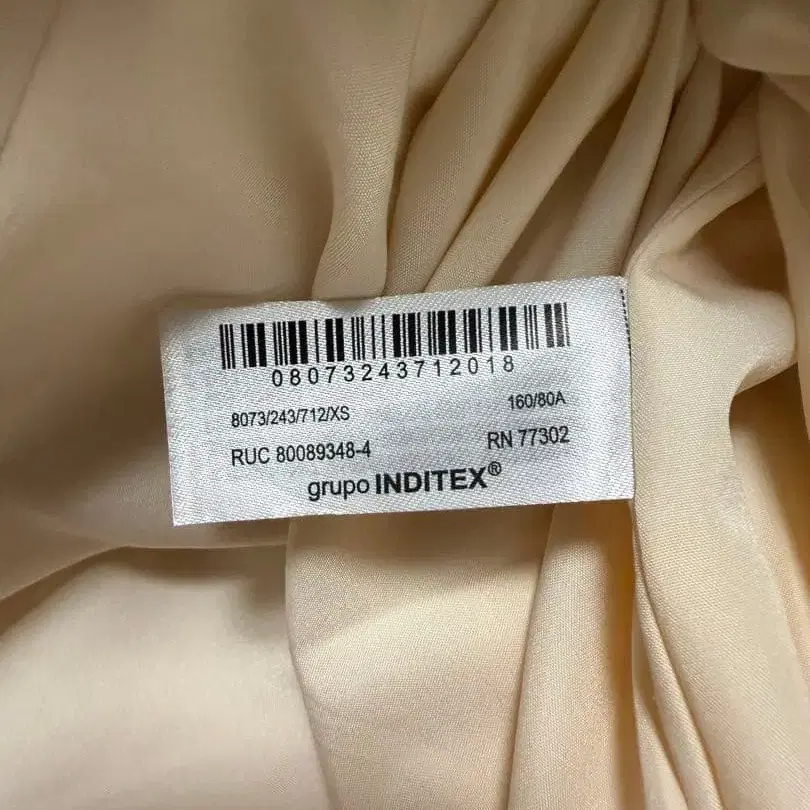 08073243712018
8073/243/712/XS 160/80A
RUC 80089348-4 RN 77302
grupo INDITEX®